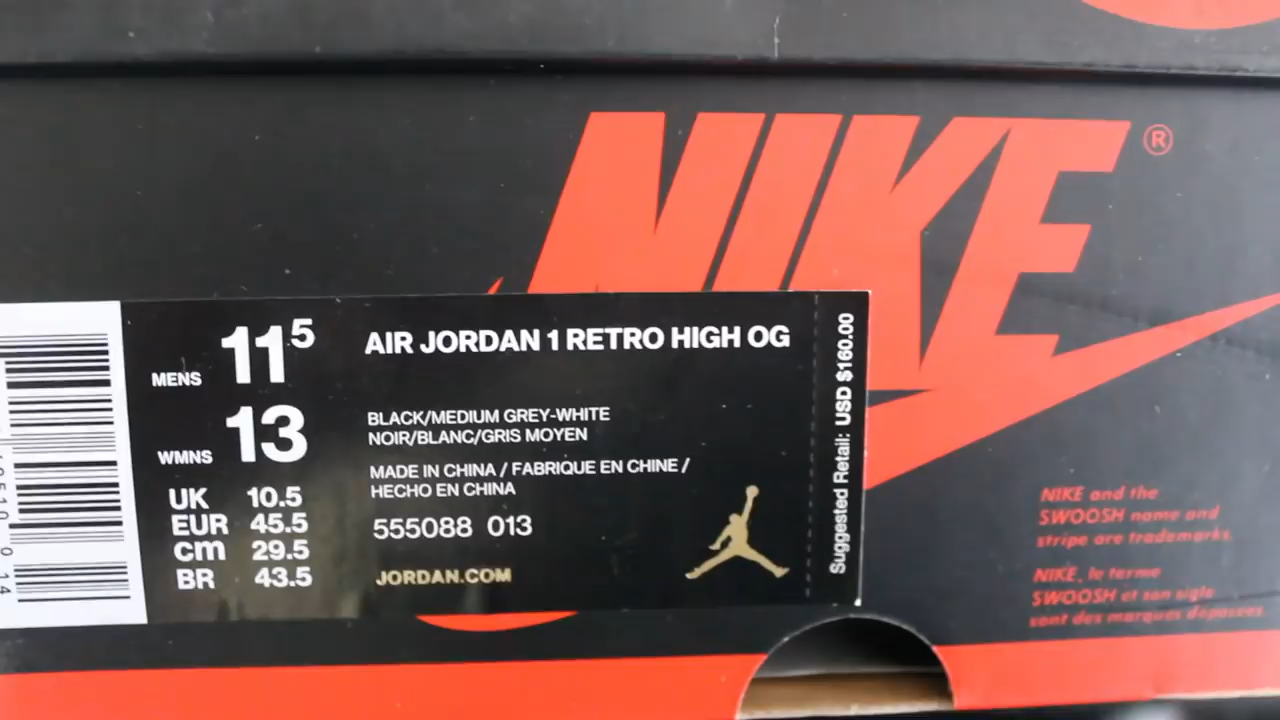 NIKE®
MENS 11.5
WMNS 13
UK 10.5
EUR 45.5
cm 29.5
BR 43.5
AIR JORDAN 1 RETRO HIGH OG
BLACK/MEDIUM GREY-WHITE
NOIR/BLANC/GRIS MOYEN
MADE IN CHINA / FABRIQUE EN CHINE /
HECHO EN CHINA
555088 013
JORDAN.COM
Suggested Retail: USD $160.00
NIKE and the
SWOOSH name and
stripe are trademarks.
NIKE, le terme
SWOOSH et son sigle
sont des marques déposées